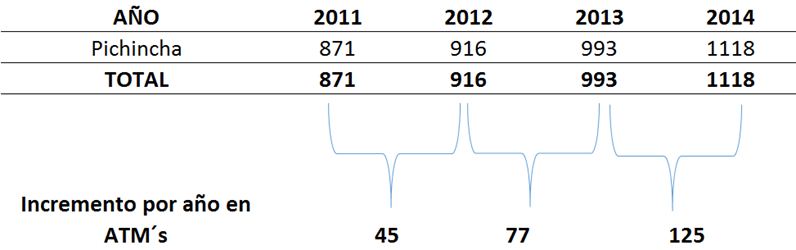 AÑO 2011 2012 2013 2014
Pichincha 871 916 993 1118
TOTAL 871 916 993 1118
Incremento por año en
ATM´s 45 77 125